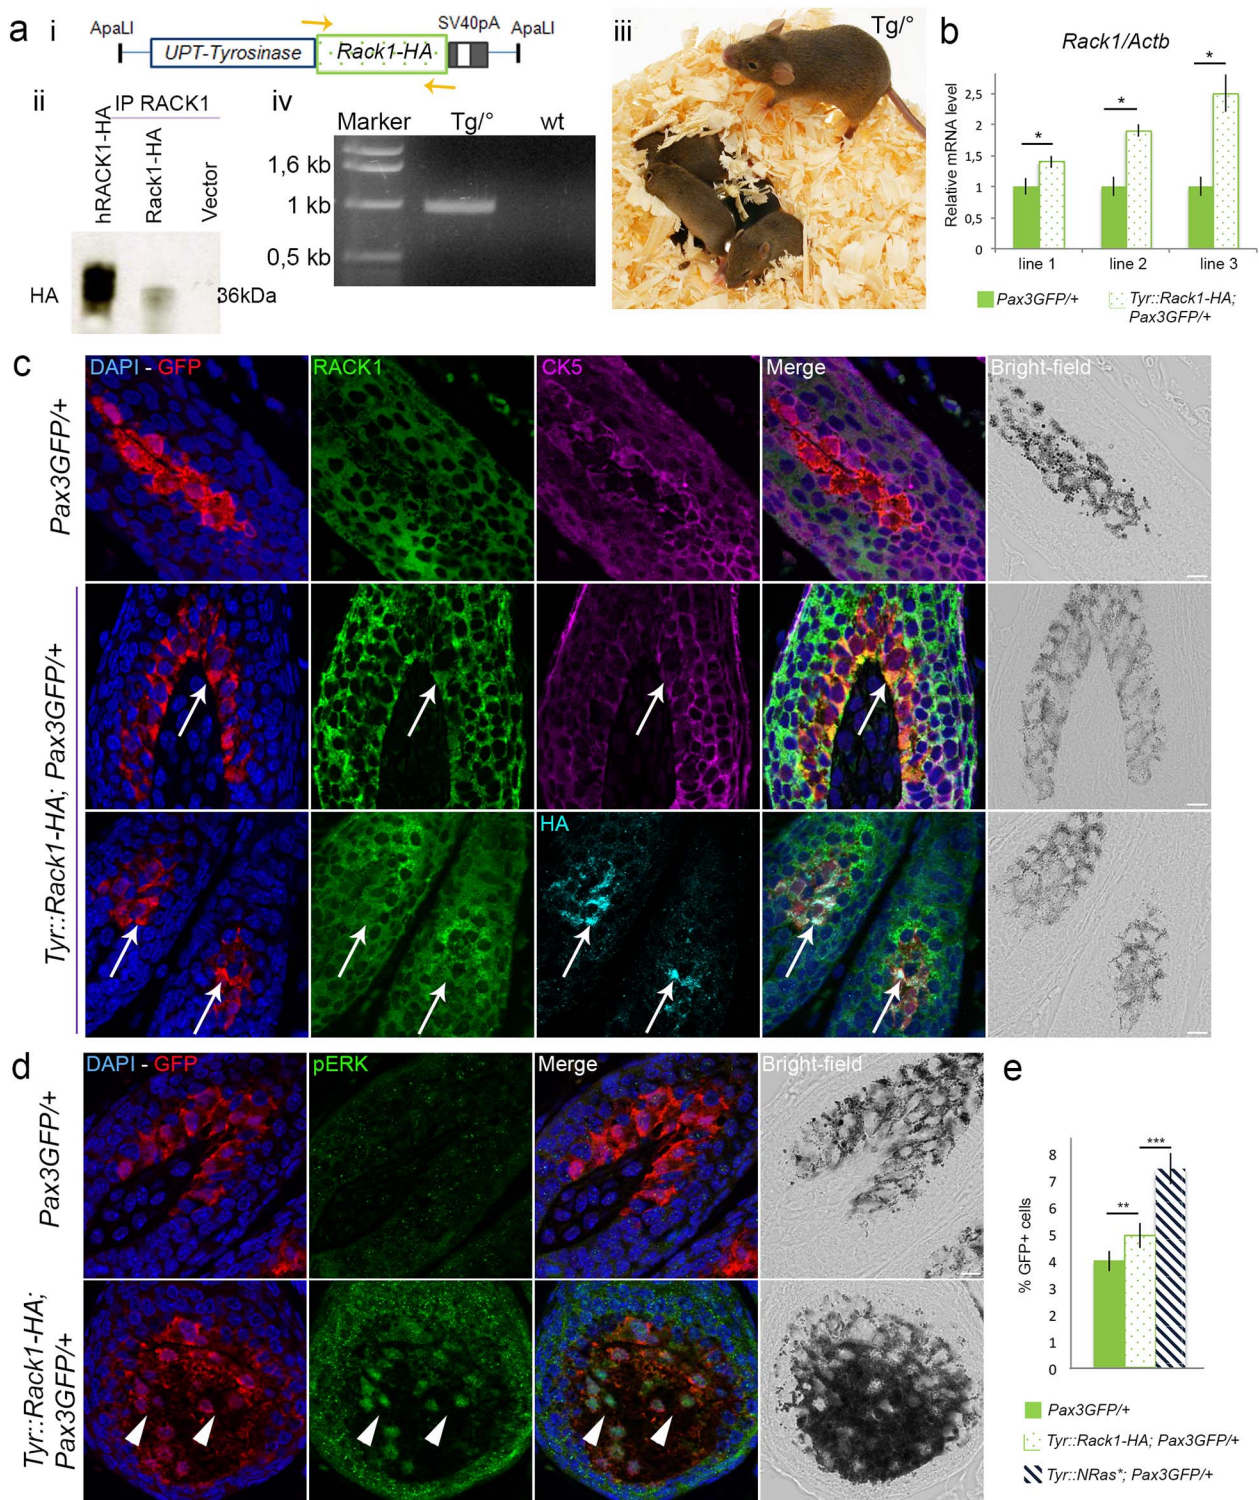 a i
ApaLI
UPT-Tyrosinase
Rack1-HA
SV40pA
ApaLI
ii
IP RACK1
hRACK1-HA
Rack1-HA
Vector
HA
36kDa
iv
Marker
Tg/°
wt
1,6 kb
1 kb
0,5 kb
iii
Tg/°
b
Rack1/Actb
Relative mRNA level
2,5
2
1,5
1
0,5
0
*
*
*
line 1
line 2
line 3
Pax3GFP/+
Tyr::Rack1-HA;
Pax3GFP/+
c
DAPI - GFP
RACK1
CK5
Merge
Bright-field
Pax3GFP/+
Tyr::Rack1-HA; Pax3GFP/+
HA
d
DAPI - GFP
pERK
Merge
Bright-field
Pax3GFP/+
Tyr::Rack1-HA;
Pax3GFP/+
e
% GFP+ cells
8
7
6
5
4
3
2
1
0
**
***
Pax3GFP/+
Tyr::Rack1-HA; Pax3GFP/+
Tyr::NRas*; Pax3GFP/+